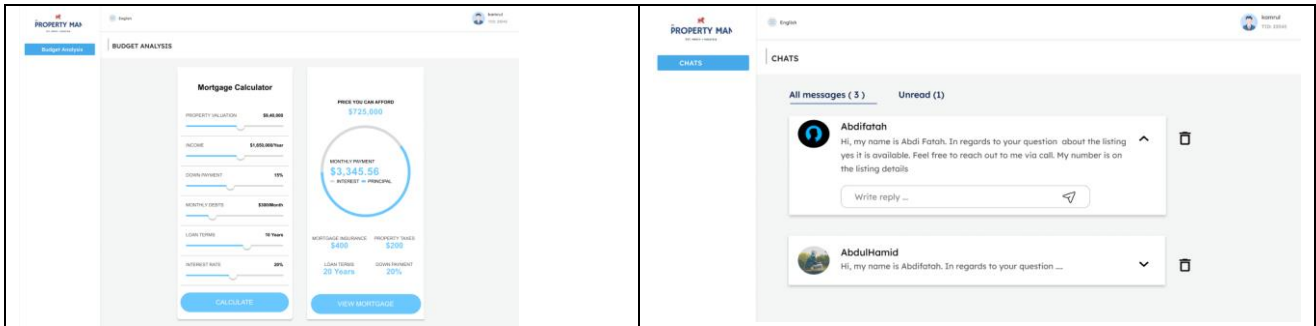 PROPERTY MAN
English
kamrul
Budget Analysis
BUDGET ANALYSIS
Mortgage Calculator
PROPERTY VALUATION
INCOME $1,650,000/Year
DOWN PAYMENT 15%
MONTHLY DEBTS $300/Month
LOAN TERMS 10 Years
INTEREST RATE 20%
CALCULATE
PRICE YOU CAN AFFORD
$725,000
MONTHLY PAYMENT
$3,345.56
INTEREST PRINCIPAL
MORTGAGE INSURANCE PROPERTY TAXES
$400 $200
LOAN TERMS DOWN PAYMENT
20 Years 20%
VIEW MORTGAGE
PROPERTY MAN
English
kamrul
CHATS
CHATS
All messages ( 3 ) Unread (1)
Abdifatah
Hi, my name is Abdi Fatah. In regards to your question about the listing
yes it is available. Feel free to reach out to me via call. My number is on
the listing details
Write reply ...
AbdulHamid
Hi, my name is Abdifatah. In regards to your question ....